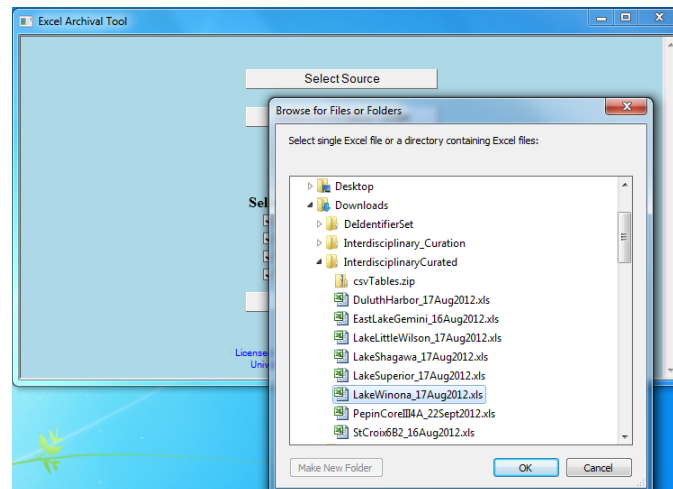 Excel Archival Tool
Select Source
Browse for Files or Folders
Select single Excel file or a directory containing Excel files:
Desktop
Downloads
DeIdentifierSet
Interdisciplinary_Curation
InterdisciplinaryCurated
csvTables.zip
DuluthHarbor_17Aug2012.xls
EastLakeGemini_16Aug2012.xls
LakeLittleWilson_17Aug2012.xls
LakeShagawa_17Aug2012.xls
LakeSuperior_17Aug2012.xls
LakeWinona_17Aug2012.xls
PepinCoreIII4A_22Sept2012.xls
StCroix6B2_16Aug2012.xls
Make New Folder
OK
Cancel
Sel
License
Univ